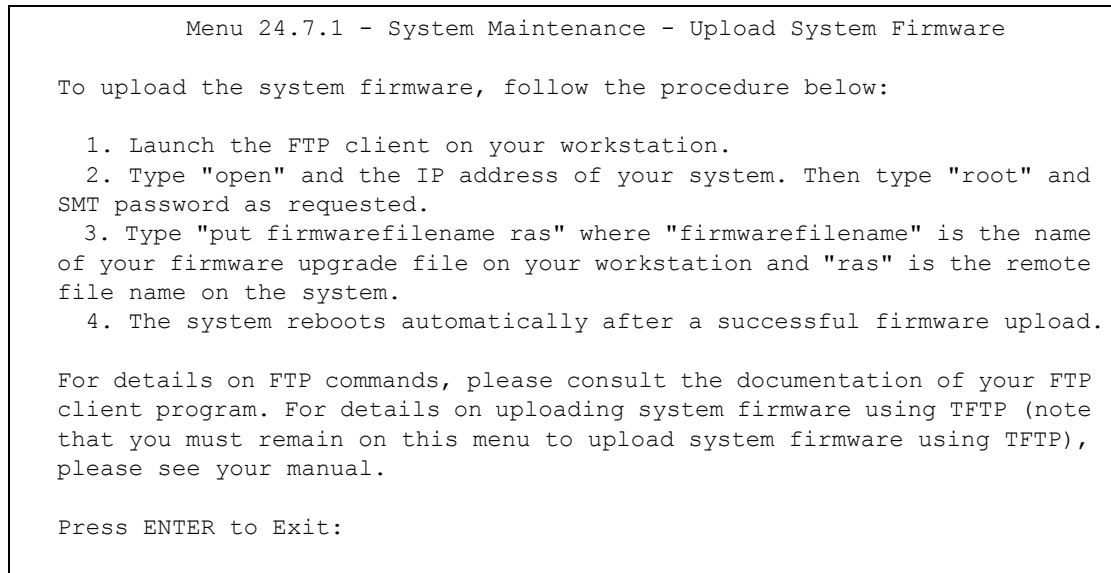 Menu 24.7.1 - System Maintenance - Upload System Firmware
To upload the system firmware, follow the procedure below:
1. Launch the FTP client on your workstation.
2. Type "open" and the IP address of your system. Then type "root" and
SMT password as requested.
3. Type "put firmwarefilename ras" where "firmwarefilename" is the name
of your firmware upgrade file on your workstation and "ras" is the remote
file name on the system.
4. The system reboots automatically after a successful firmware upload.
For details on FTP commands, please consult the documentation of your FTP
client program. For details on uploading system firmware using TFTP (note
that you must remain on this menu to upload system firmware using TFTP),
please see your manual.
Press ENTER to Exit: